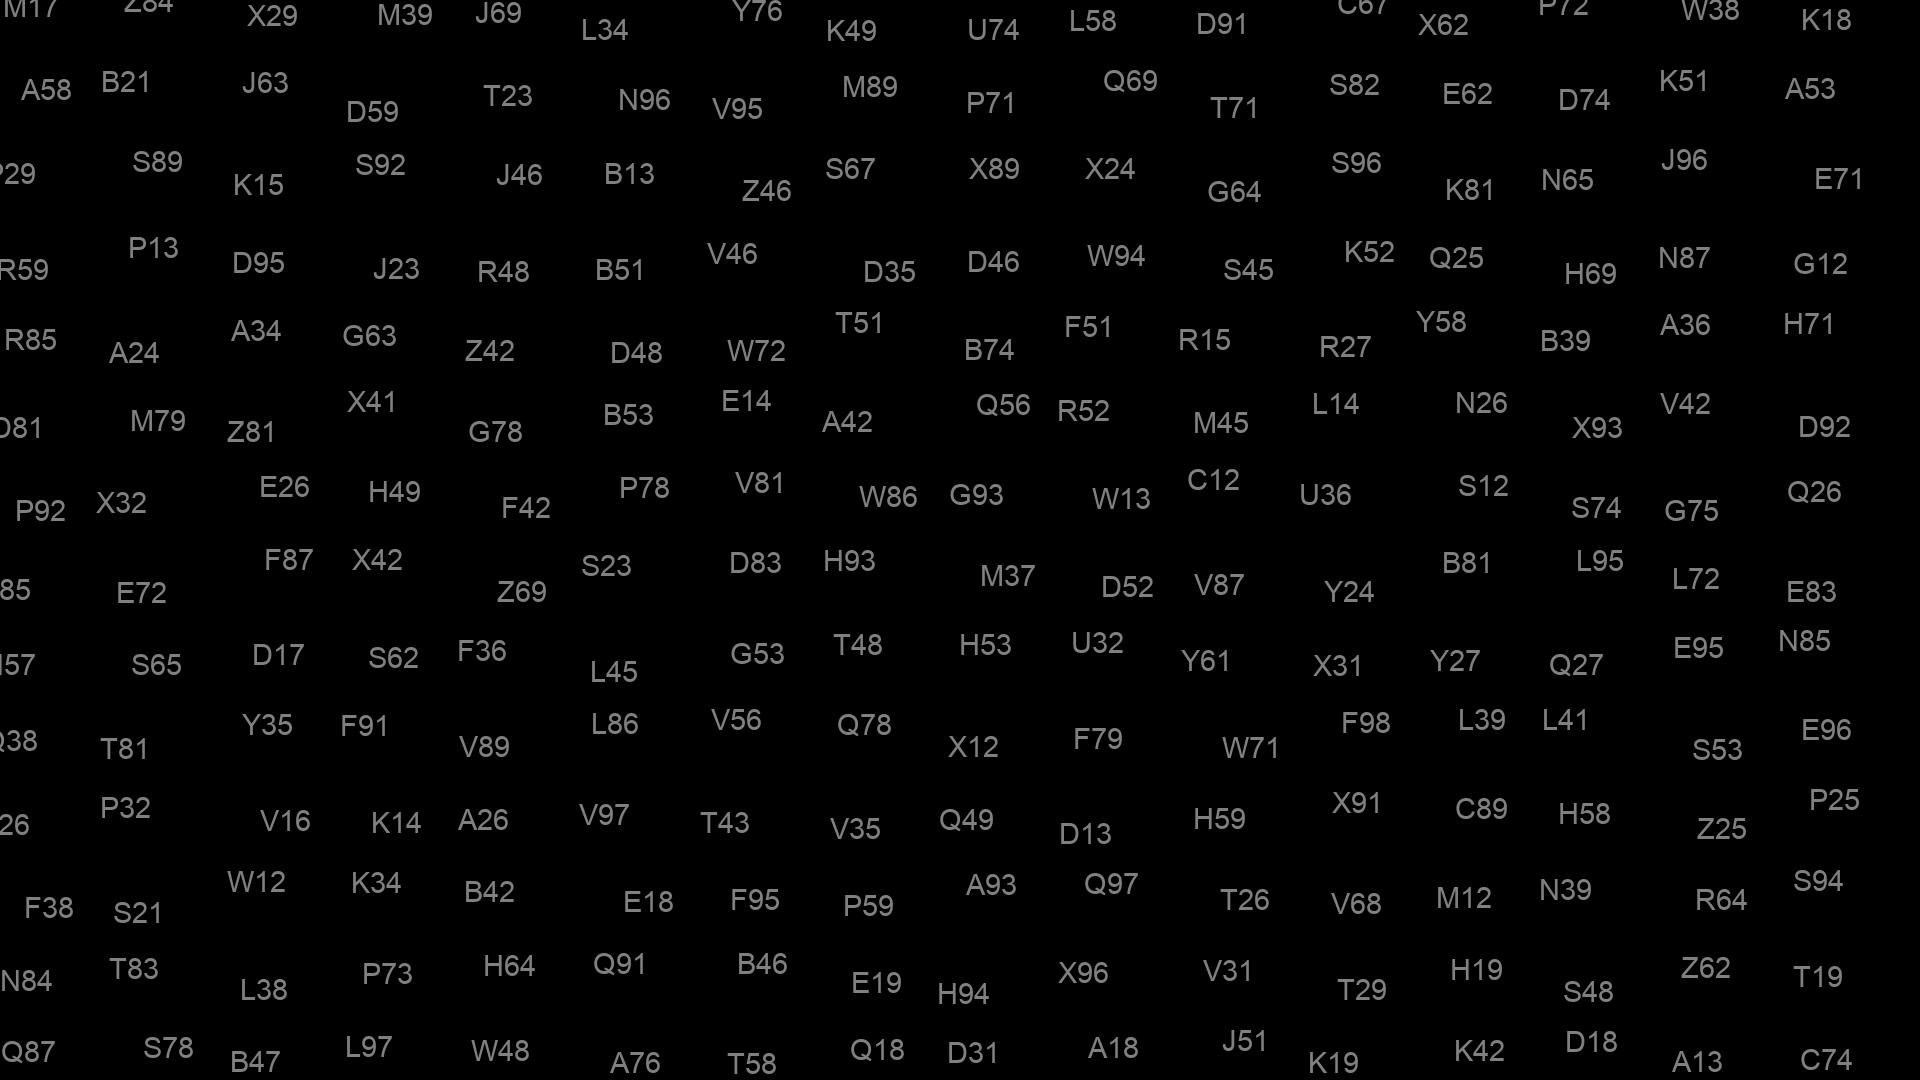 M17 Z84 X29 M39 J69 L34 Y76 K49 U74 L58 D91 C67 X62 P72 W38 K18
A58 B21 J63 D59 T23 N96 V95 M89 P71 Q69 T71 S82 E62 D74 K51 A53
S89 K15 S92 J46 B13 Z46 S67 X89 X24 G64 S96 K81 N65 J96 E71
R59 P13 D95 J23 R48 B51 V46 D35 D46 W94 S45 K52 Q25 H69 N87 G12
R85 A24 A34 G63 Z42 D48 W72 T51 B74 F51 R15 R27 Y58 B39 A36 H71
M79 Z81 X41 G78 B53 E14 A42 Q56 R52 M45 L14 N26 X93 V42 D92
P92 X32 E26 H49 F42 P78 V81 W86 G93 W13 C12 U36 S12 S74 G75 Q26
85 E72 F87 X42 Z69 S23 D83 H93 M37 D52 V87 Y24 B81 L95 L72 E83
57 S65 D17 S62 F36 L45 G53 T48 H53 U32 Y61 X31 Y27 Q27 E95 N85
38 T81 Y35 F91 V89 L86 V56 Q78 X12 F79 W71 F98 L39 L41 S53 E96
26 P32 V16 K14 A26 V97 T43 V35 Q49 D13 H59 X91 C89 H58 Z25 P25
F38 S21 W12 K34 B42 E18 F95 P59 A93 Q97 T26 V68 M12 N39 R64 S94
N84 T83 L38 P73 H64 Q91 B46 E19 H94 X96 V31 T29 H19 S48 Z62 T19
Q87 S78 B47 L97 W48 A76 T58 Q18 D31 A18 J51 K19 K42 D18 A13 C74